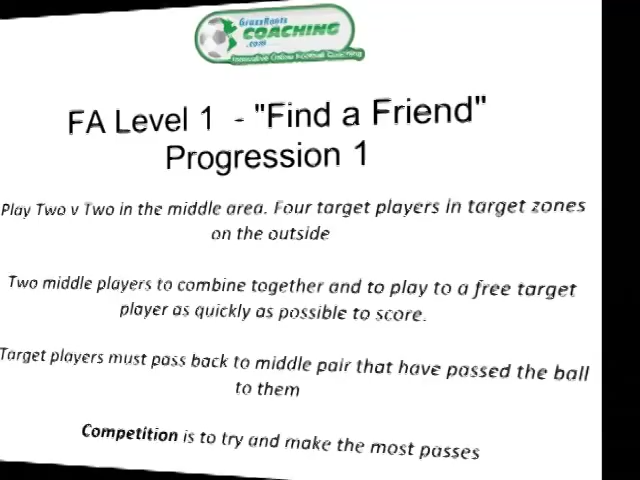 GrassRoots
COACHING
.com
Innovative Online Football Coaching
FA Level 1 - "Find a Friend"
Progression 1
Play Two v Two in the middle area. Four target players in target zones
on the outside
Two middle players to combine together and to play to a free target
player as quickly as possible to score.
Target players must pass back to middle pair that have passed the ball
to them
Competition is to try and make the most passes